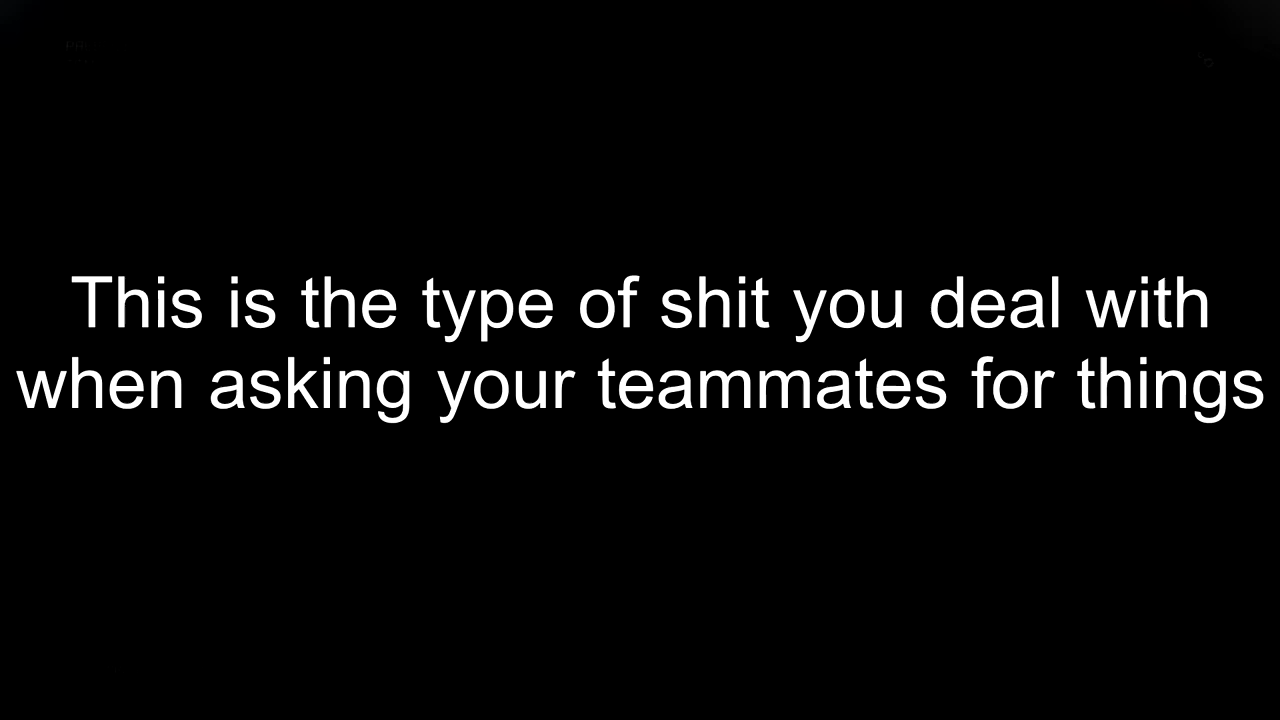 This is the type of shit you deal with
when asking your teammates for things